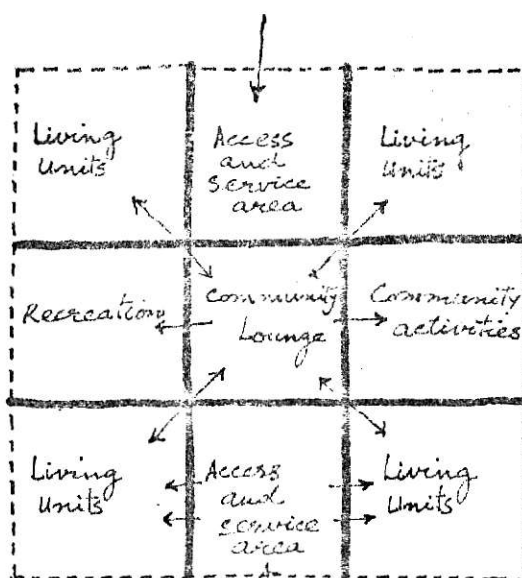 Living
Units
Access
and
service
area
Living
Units
Recreation
Community
Lounge
Community
activities
Living
Units
Access
and
service
area
Living
Units